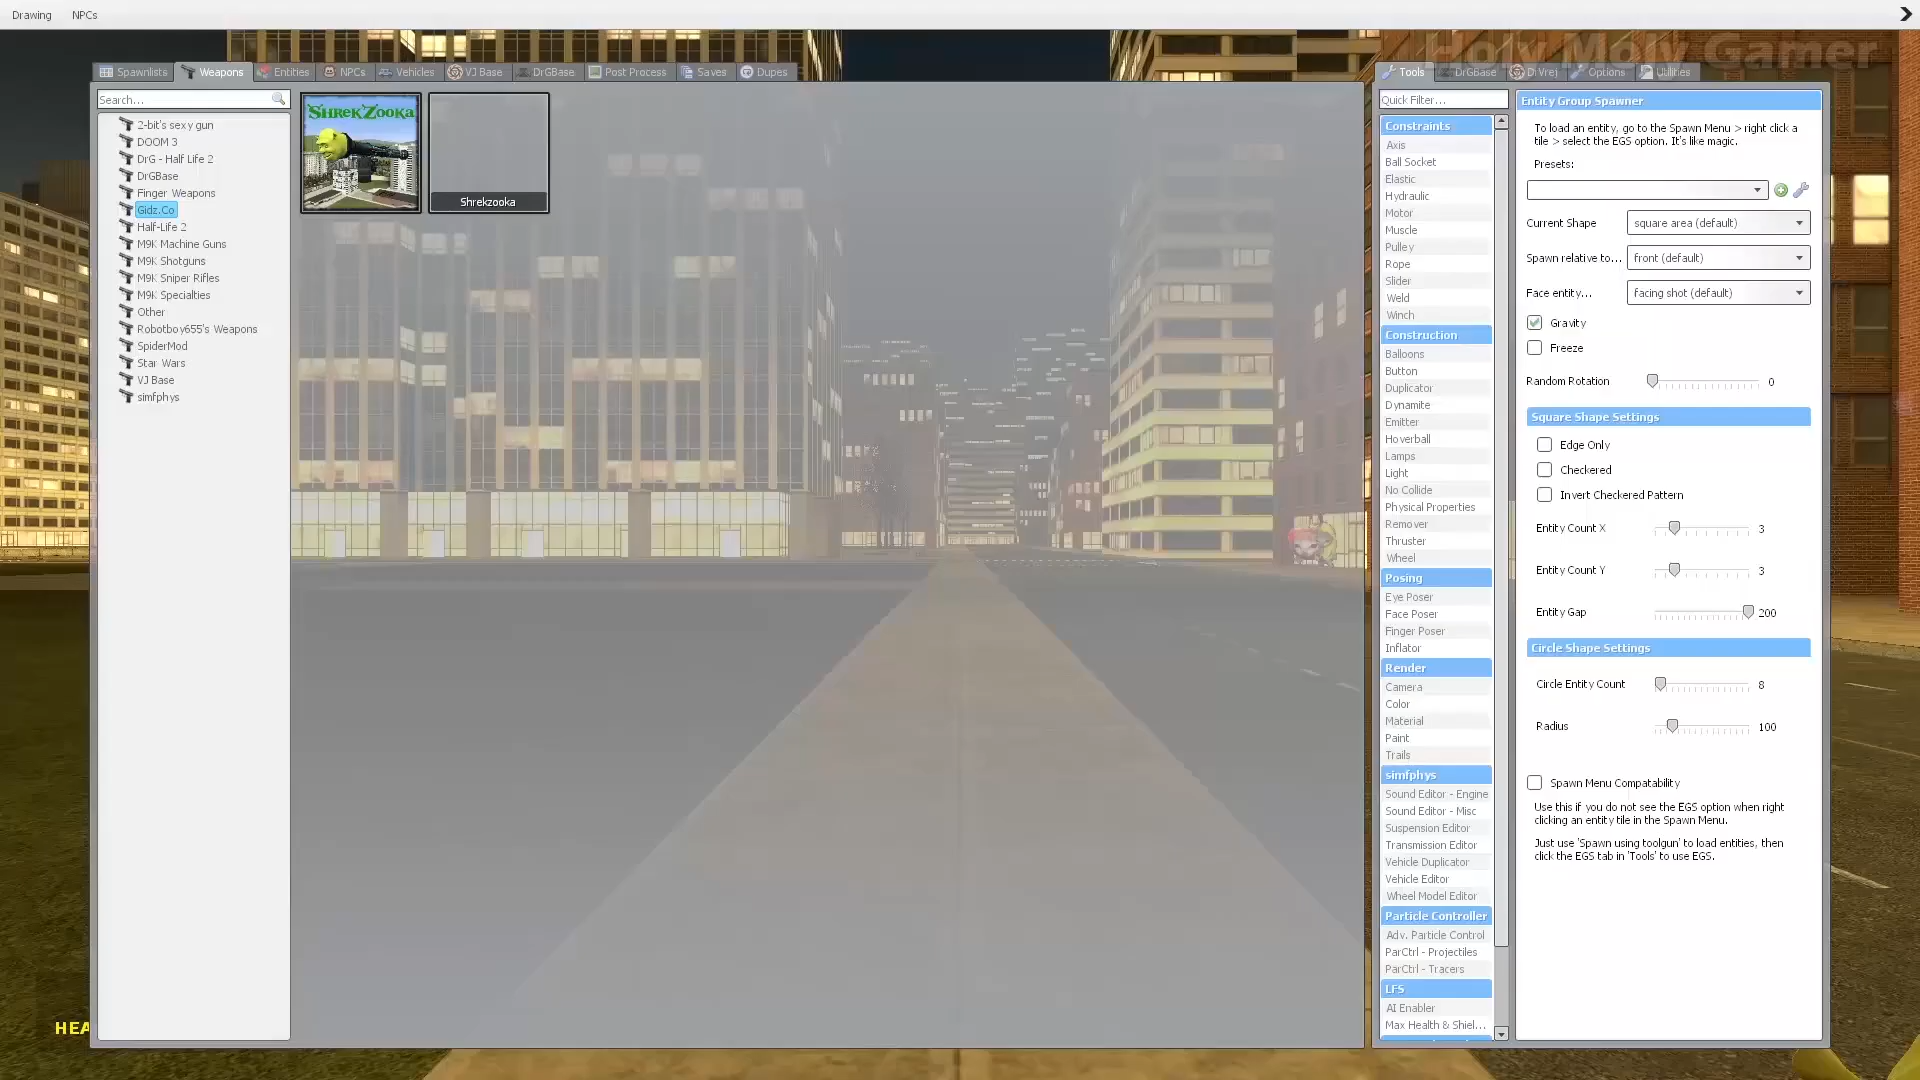 Drawing NPCs
Holy Moly Gamer
Spawnlists Weapons Entities NPCs Vehicles VJ Base DrGBase Post Process Saves Dupes
Search...
2-bit's sexy gun
DOOM 3
DrG - Half Life 2
DrGBase
Finger Weapons
Gidz.Co
Half-Life 2
M9K Machine Guns
M9K Shotguns
M9K Sniper Rifles
M9K Specialties
Other
Robotboy655's Weapons
SpiderMod
Star Wars
VJ Base
simfphys
SHREKZOOKA
Shrekzooka
HEA
Tools DrGBase DiVrej Options Utilities
Quick Filter...
Constraints
Axis
Ball Socket
Elastic
Hydraulic
Motor
Muscle
Pulley
Rope
Slider
Weld
Winch
Construction
Balloons
Button
Duplicator
Dynamite
Emitter
Hoverball
Lamps
Light
No Collide
Physical Properties
Remover
Thruster
Wheel
Posing
Eye Poser
Face Poser
Finger Poser
Inflator
Render
Camera
Color
Material
Paint
Trails
simfphys
Sound Editor - Engine
Sound Editor - Misc
Suspension Editor
Transmission Editor
Vehicle Duplicator
Vehicle Editor
Wheel Model Editor
Particle Controller
Adv. Particle Control
ParCtrl - Projectiles
ParCtrl - Tracers
LFS
AI Enabler
Max Health & Shiel...
Entity Group Spawner
To load an entity, go to the Spawn Menu > right click a
tile > select the EGS option. It's like magic.
Presets:
Current Shape square area (default)
Spawn relative to... front (default)
Face entity... facing shot (default)
Gravity
Freeze
Random Rotation 0
Square Shape Settings
Edge Only
Checkered
Invert Checkered Pattern
Entity Count X 3
Entity Count Y 3
Entity Gap 200
Circle Shape Settings
Circle Entity Count 8
Radius 100
Spawn Menu Compatability
Use this if you do not see the EGS option when right
clicking an entity tile in the Spawn Menu.
Just use 'Spawn using toolgun' to load entities, then
click the EGS tab in 'Tools' to use EGS.